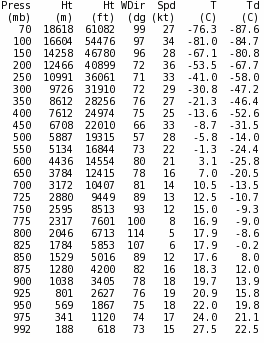 Press Ht Ht WDir Spd T Td
(mb) (m) (ft) (dg (kt) (C) (C)
70 18618 61082 99 27 -76.3 -87.6
100 16604 54476 97 34 -81.0 -84.7
150 14258 46780 96 28 -67.1 -80.8
200 12466 40899 72 36 -53.5 -67.7
250 10991 36061 71 33 -41.0 -58.0
300 9726 31910 72 29 -30.8 -47.2
350 8612 28256 76 27 -21.3 -46.4
400 7612 24974 75 25 -13.6 -52.6
450 6708 22010 66 33 -8.7 -31.5
500 5887 19315 57 28 -5.8 -14.0
550 5134 16844 73 22 -1.3 -24.4
600 4436 14554 80 21 3.1 -25.8
650 3784 12415 78 16 7.0 -20.5
700 3172 10407 81 14 10.5 -13.5
725 2880 9449 89 13 12.5 -10.7
750 2595 8513 93 12 15.0 -9.3
775 2317 7601 100 8 16.9 -9.0
800 2046 6713 114 5 17.9 -8.6
825 1784 5853 107 6 17.9 -0.2
850 1529 5016 89 12 17.6 8.0
875 1280 4200 82 16 18.3 12.0
900 1038 3405 78 18 19.7 13.9
925 801 2627 76 19 20.9 15.8
950 569 1867 75 18 22.0 19.8
975 341 1120 74 17 24.0 21.1
992 188 618 73 15 27.5 22.5